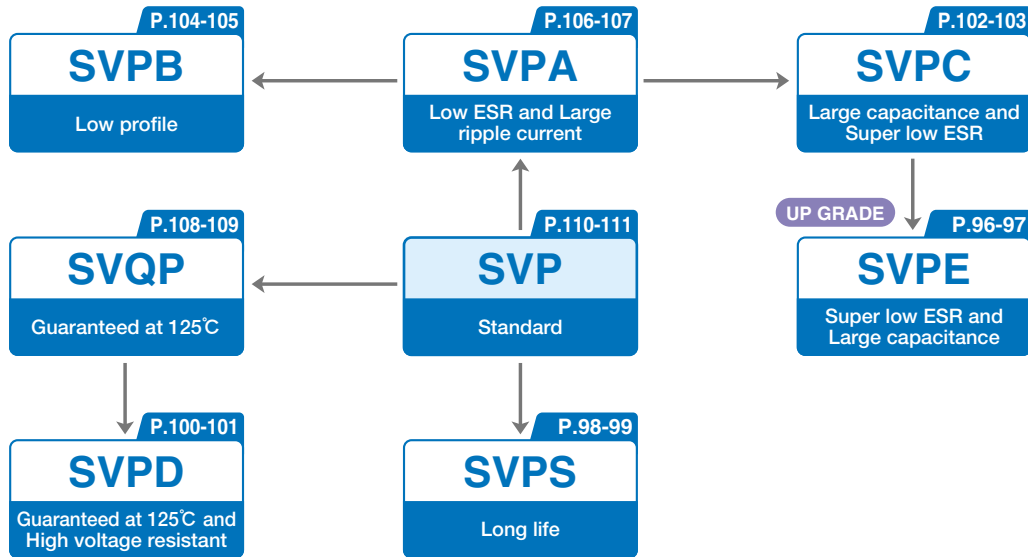 P.104-105
SVPB
Low profile
P.106-107
SVPA
Low ESR and Large
ripple current
P.102-103
SVPC
Large capacitance and
Super low ESR
P.108-109
SVQP
Guaranteed at 125℃
P.110-111
SVP
Standard
UP GRADE
P.96-97
SVPE
Super low ESR and
Large capacitance
P.100-101
SVPD
Guaranteed at 125℃ and
High voltage resistant
P.98-99
SVPS
Long life